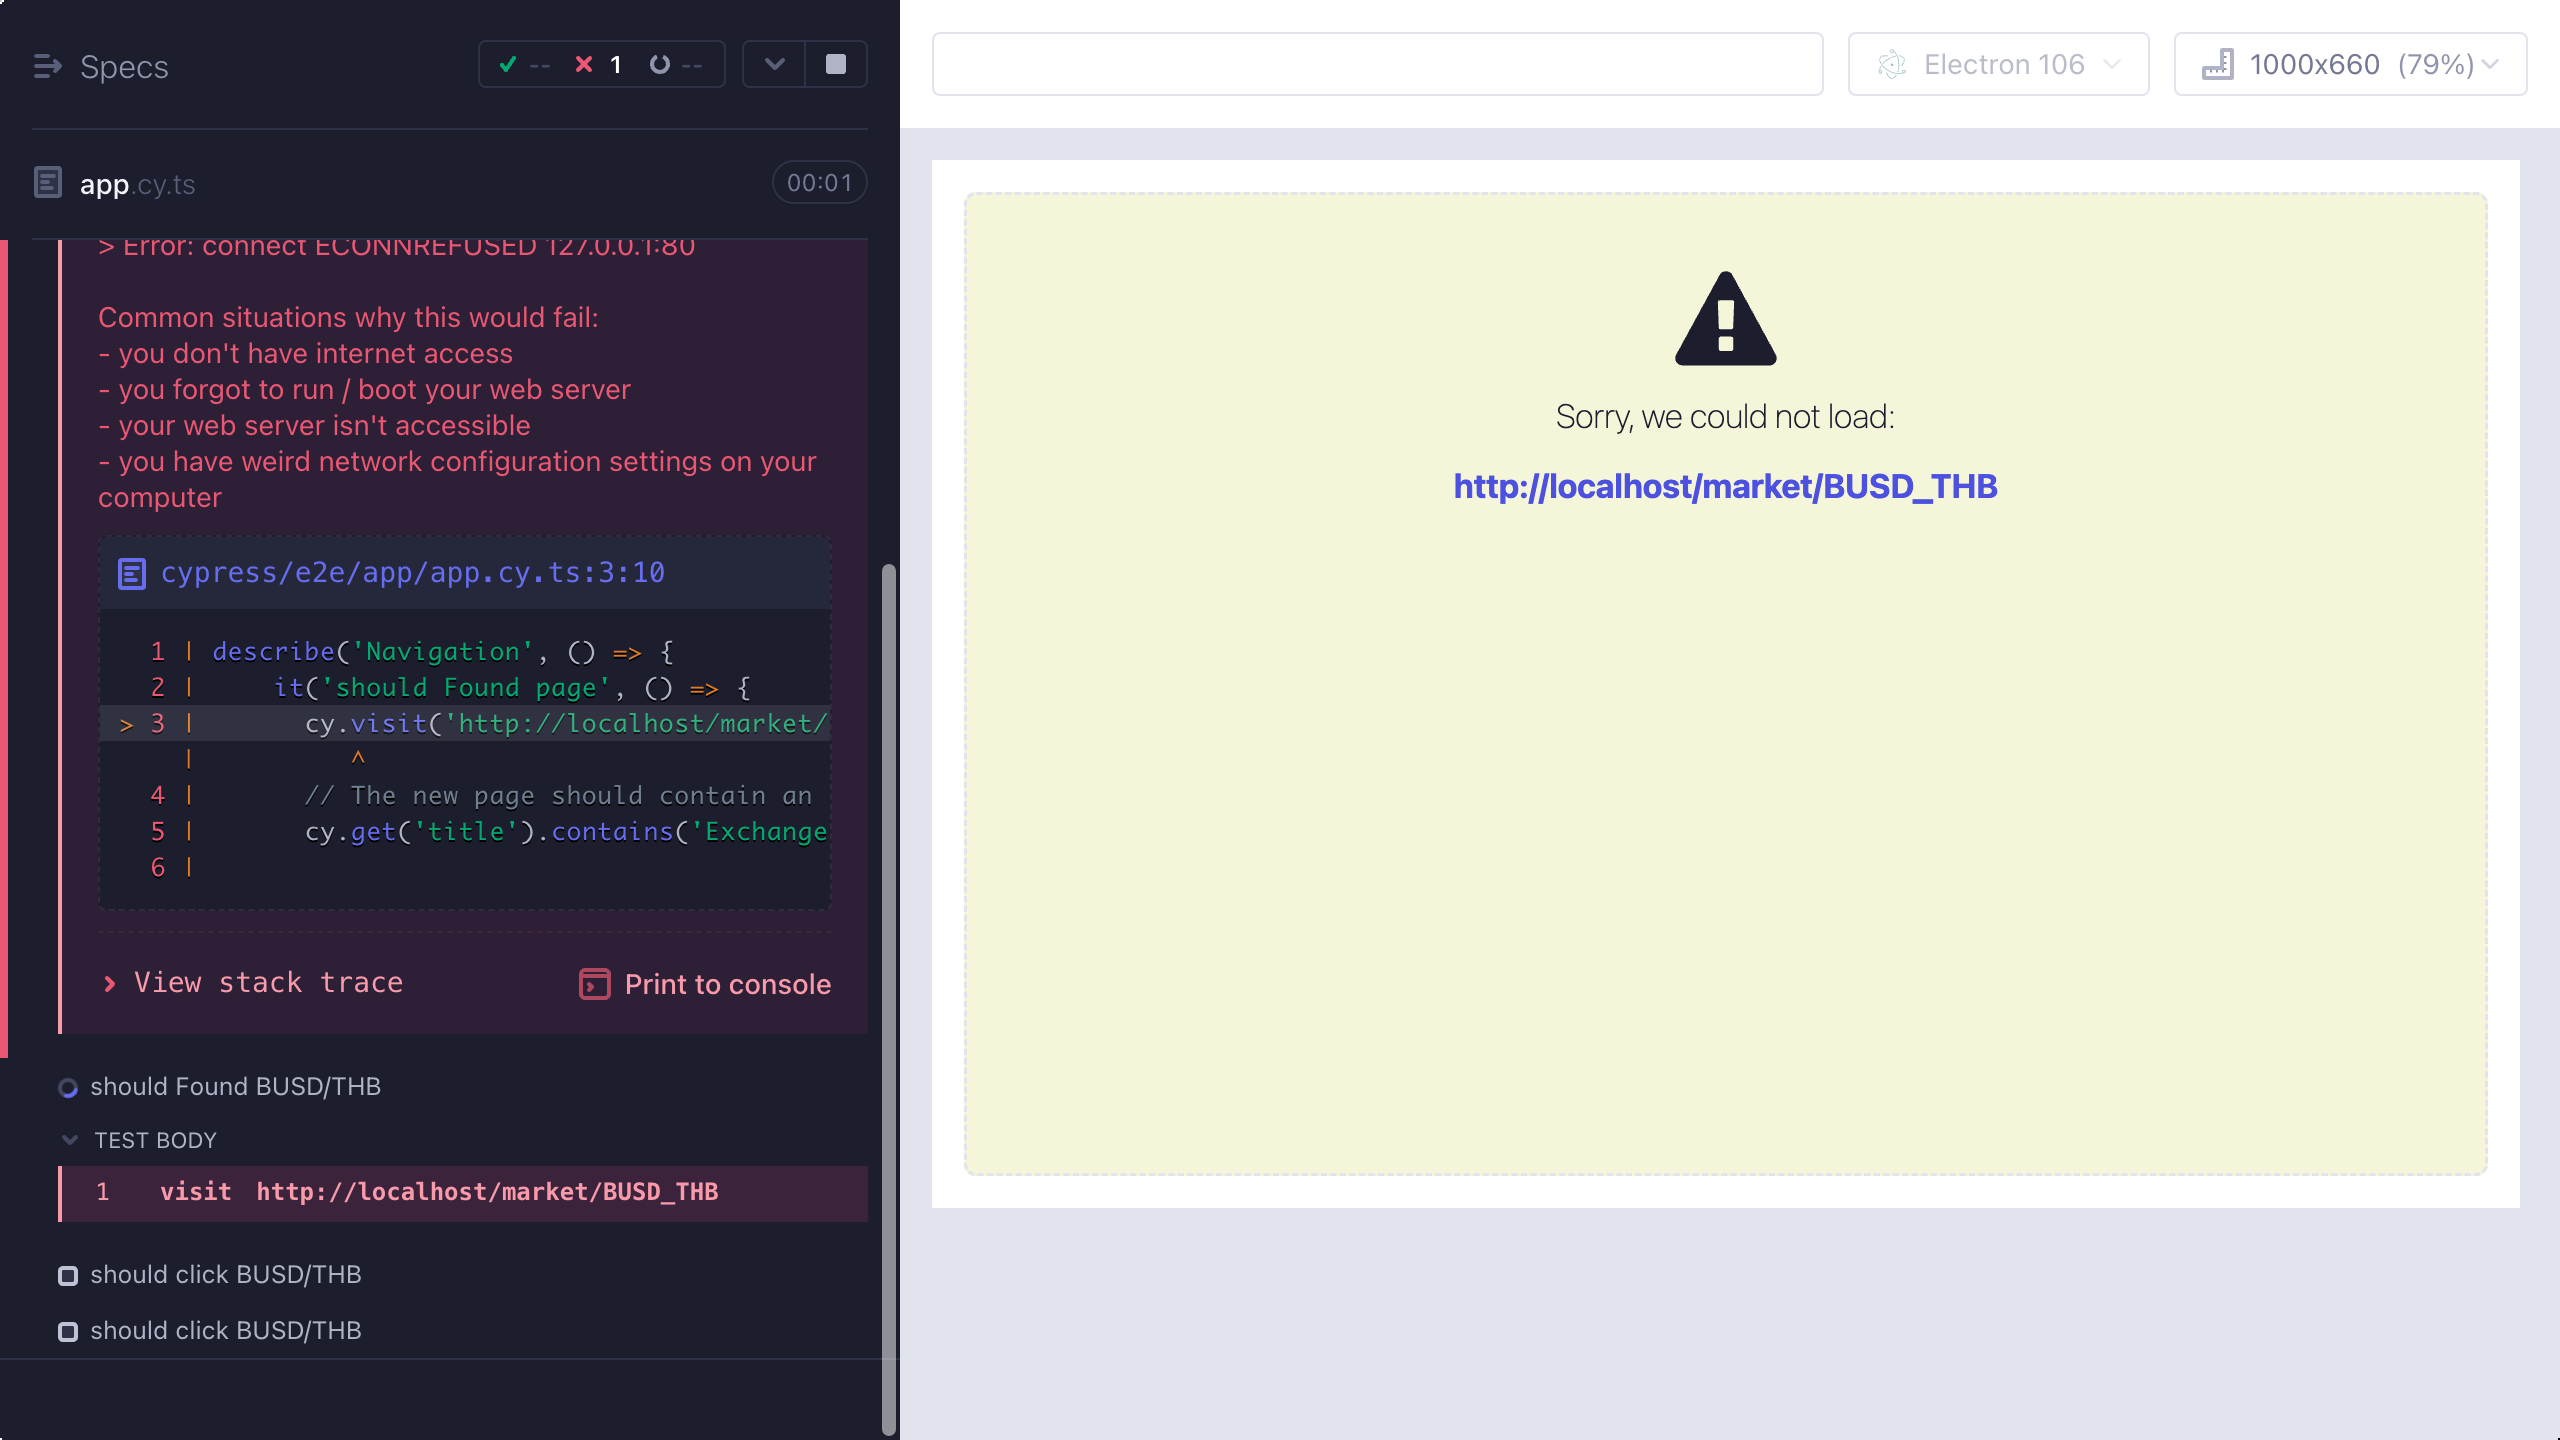 Specs
-- 1 --
app.cy.ts
00:01
> Error: connect ECONNREFUSED 127.0.0.1:80
Common situations why this would fail:
- you don't have internet access
- you forgot to run / boot your web server
- your web server isn't accessible
- you have weird network configuration settings on your
computer
cypress/e2e/app/app.cy.ts:3:10
1 | describe('Navigation', () => {
2 |     it('should Found page', () => {
> 3 |       cy.visit('http://localhost/market/
|          ^
4 |       // The new page should contain an
5 |       cy.get('title').contains('Exchange
6 |
View stack trace
Print to console
should Found BUSD/THB
TEST BODY
1 visit http://localhost/market/BUSD_THB
should click BUSD/THB
should click BUSD/THB
Electron 106
1000x660 (79%)
Sorry, we could not load:
http://localhost/market/BUSD_THB